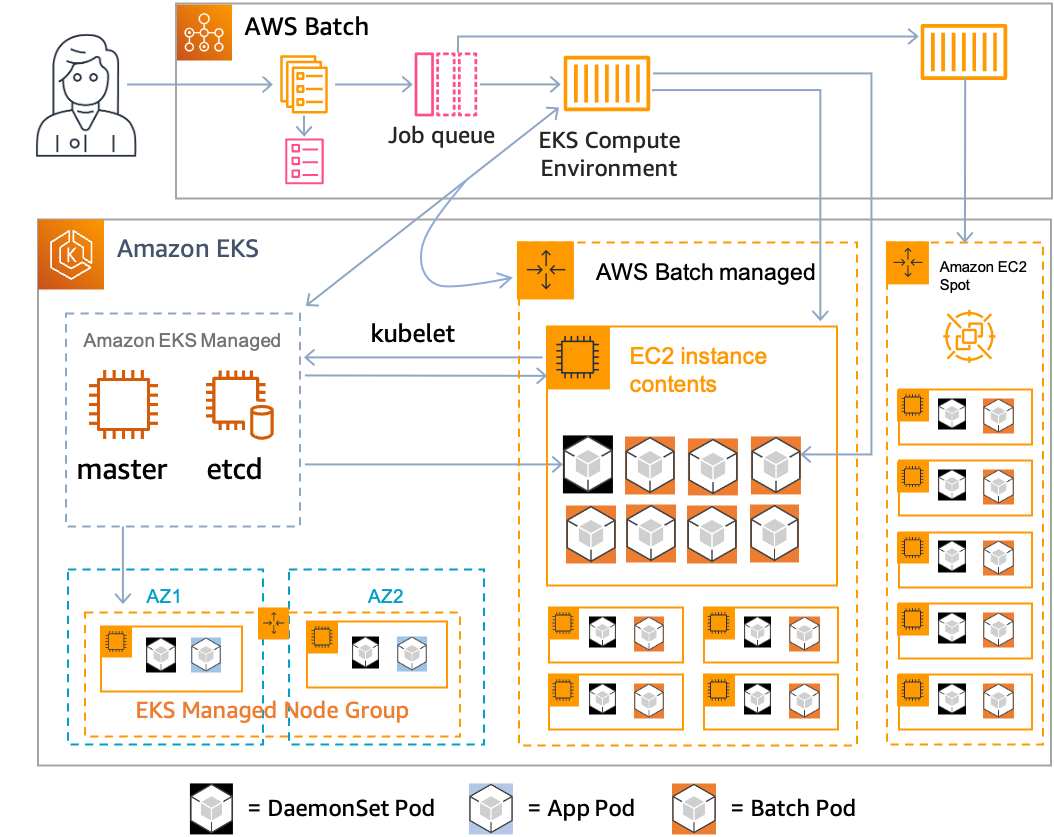 AWS Batch
Job queue
EKS Compute
Environment
Amazon EKS
AWS Batch managed
Amazon EC2
Spot
Amazon EKS Managed
kubelet
EC2 instance
contents
master
etcd
AZ1
AZ2
EKS Managed Node Group
= DaemonSet Pod
= App Pod
= Batch Pod